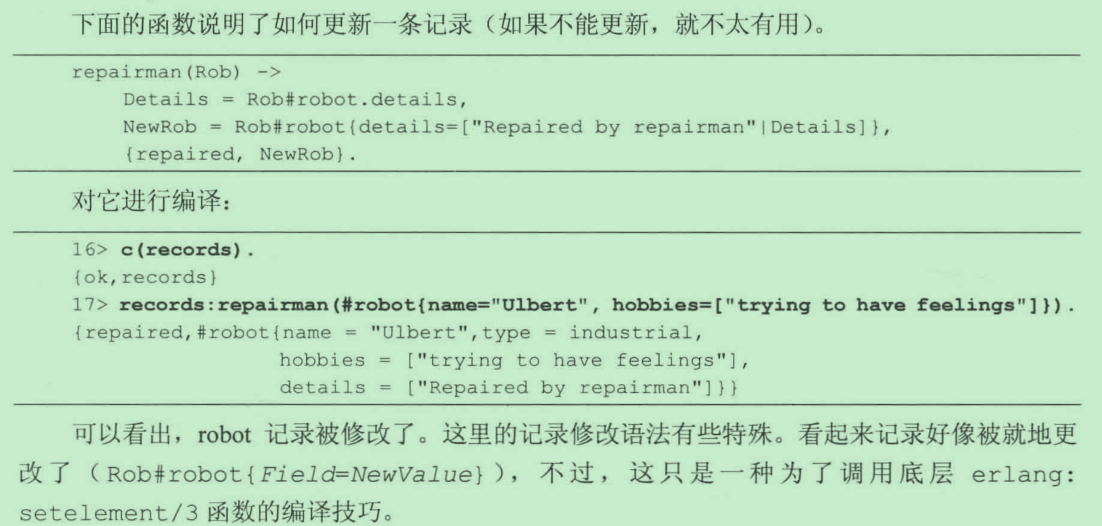 下面的函数说明了如何更新一条记录（如果不能更新，就不太有用）。
repairman(Rob) ->
    Details = Rob#robot.details,
    NewRob = Rob#robot{details=["Repaired by repairman"|Details]},
    {repaired, NewRob}.
对它进行编译：
16> c(records).
{ok,records}
17> records:repairman(#robot{name="Ulbert", hobbies=["trying to have feelings"]}).
{repaired,#robot{name = "Ulbert",type = industrial,
                 hobbies = ["trying to have feelings"],
                 details = ["Repaired by repairman"]}}
可以看出，robot 记录被修改了。这里的记录修改语法有些特殊。看起来记录好像被就地更
改了（Rob#robot{Field=NewValue}），不过，这只是一种为了调用底层 erlang:
setelement/3 函数的编译技巧。